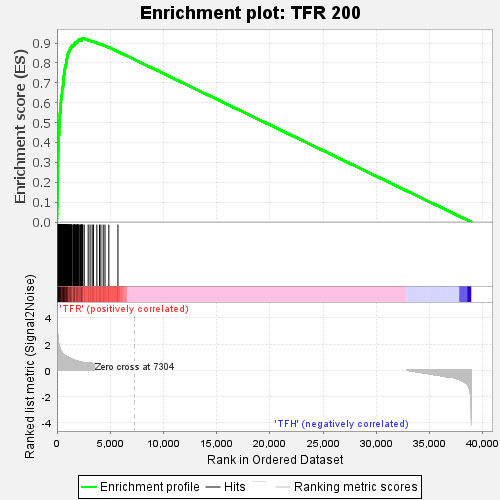 Enrichment plot: TFR 200
Enrichment score (ES)
0.9
0.8
0.7
0.6
0.5
0.4
0.3
0.2
0.1
0.0
Ranked list metric (Signal2Noise)
4
2
0
-2
-4
'TFR' (positively correlated)
Zero cross at 7304
'TFH' (negatively correlated)
0 5,000 10,000 15,000 20,000 25,000 30,000 35,000 40,000
Rank in Ordered Dataset
Enrichment profile Hits Ranking metric scores